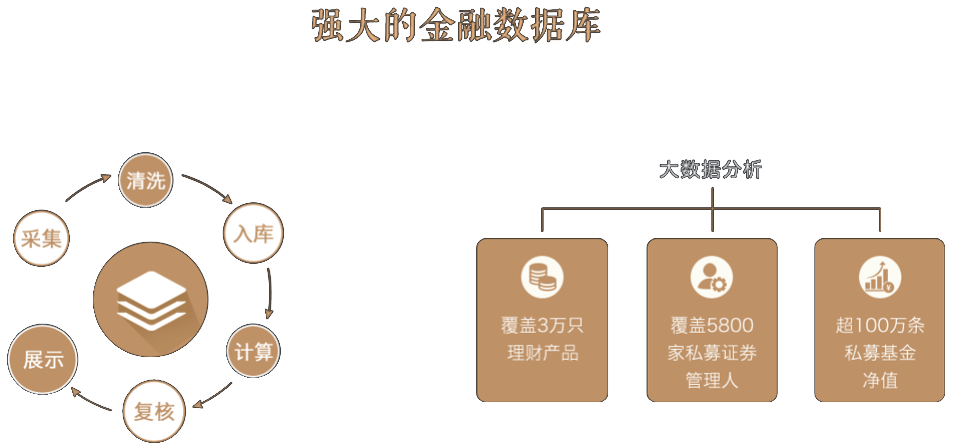 强大的金融数据库
清洗
采集
入库
计算
展示
复核
大数据分析
覆盖3万只
理财产品
覆盖5800
家私募证券
管理人
超100万条
私募基金
净值